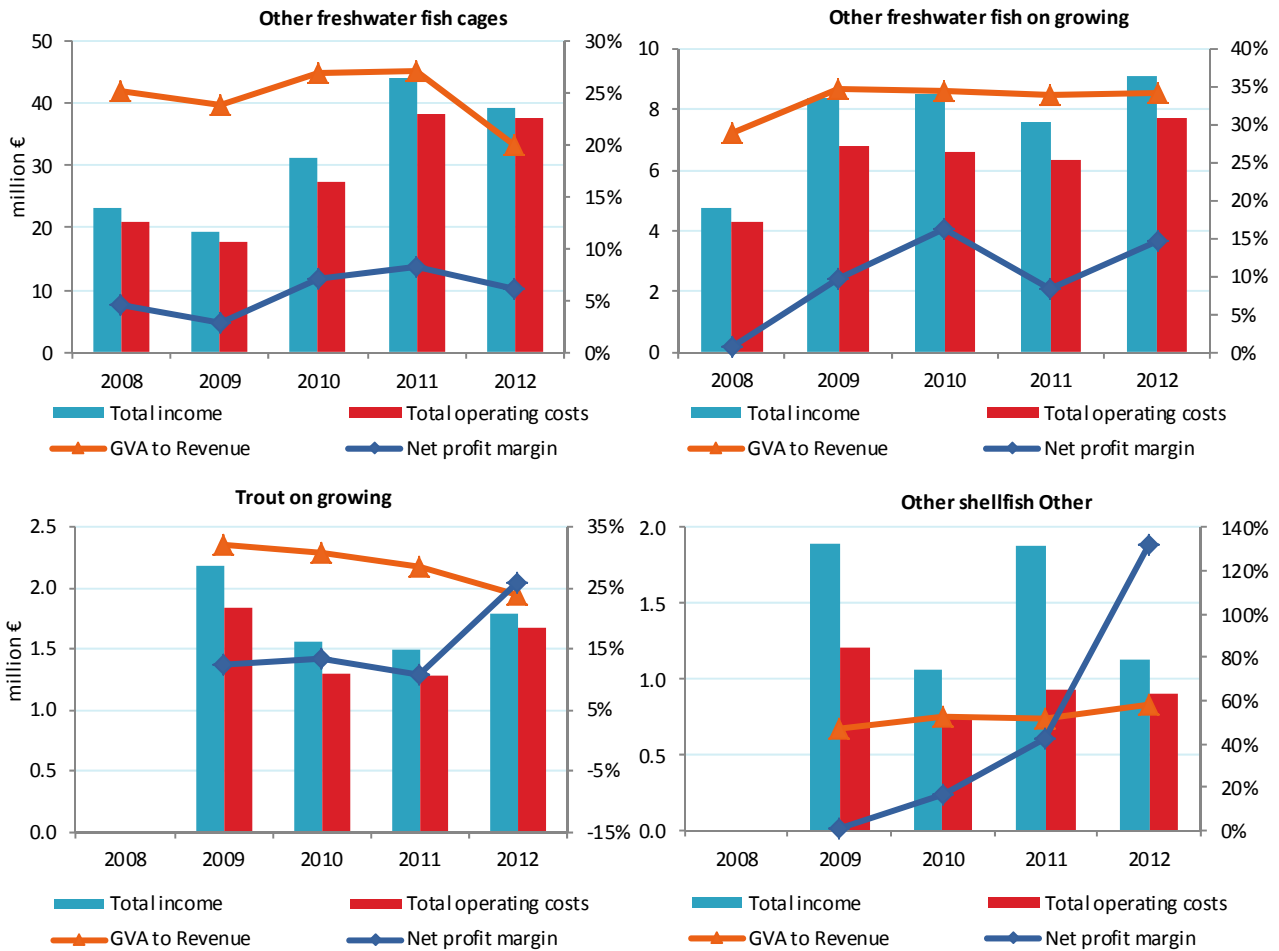 Other freshwater fish cages
50
40
30
20
10
0
million €
30%
25%
20%
15%
10%
5%
0%
2008 2009 2010 2011 2012
Total income Total operating costs
GVA to Revenue Net profit margin
Other freshwater fish on growing
10
8
6
4
2
0
40%
35%
30%
25%
20%
15%
10%
5%
0%
2008 2009 2010 2011 2012
Total income Total operating costs
GVA to Revenue Net profit margin
Trout on growing
2.5
2.0
1.5
1.0
0.5
0.0
million €
35%
25%
15%
5%
-5%
-15%
2008 2009 2010 2011 2012
Total income Total operating costs
GVA to Revenue Net profit margin
Other shellfish Other
2.0
1.5
1.0
0.5
0.0
140%
120%
100%
80%
60%
40%
20%
0%
2008 2009 2010 2011 2012
Total income Total operating costs
GVA to Revenue Net profit margin